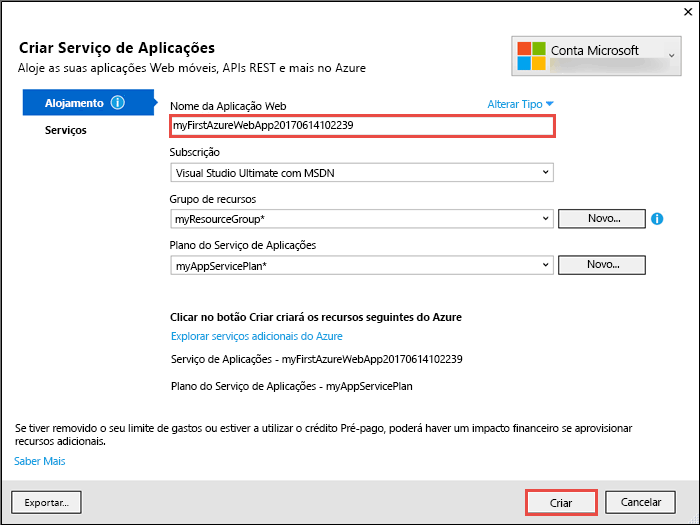 Criar Serviço de Aplicações
Aloje as suas aplicações Web móveis, APIs REST e mais no Azure
Conta Microsoft
Alojamento
Serviços
Nome da Aplicação Web
Alterar Tipo
myFirstAzureWebApp20170614102239
Subscrição
Visual Studio Ultimate com MSDN
Grupo de recursos
myResourceGroup*
Novo...
Plano do Serviço de Aplicações
myAppServicePlan*
Novo...
Clicar no botão Criar criará os recursos seguintes do Azure
Explorar serviços adicionais do Azure
Serviço de Aplicações - myFirstAzureWebApp20170614102239
Plano do Serviço de Aplicações - myAppServicePlan
Se tiver removido o seu limite de gastos ou estiver a utilizar o crédito Pré-pago, poderá haver um impacto financeiro se aprovisionar
recursos adicionais.
Saber Mais
Exportar...
Criar
Cancelar